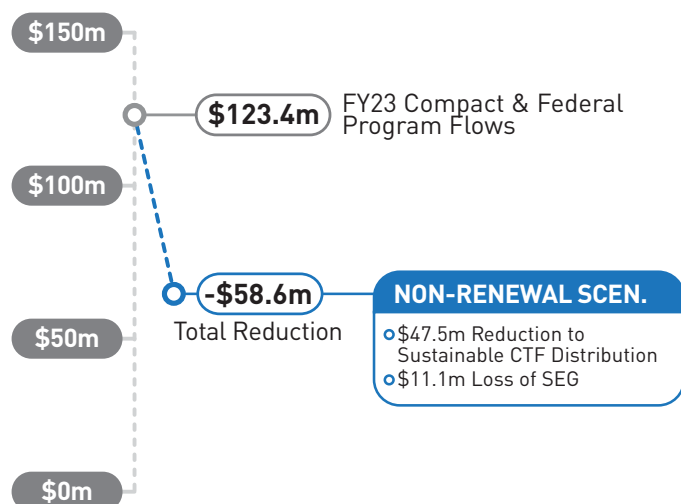 $150m
$123.4m
FY23 Compact & Federal
Program Flows
$100m
-$58.6m
Total Reduction
NON-RENEWAL SCEN.
$47.5m Reduction to
Sustainable CTF Distribution
$11.1m Loss of SEG
$50m
$0m